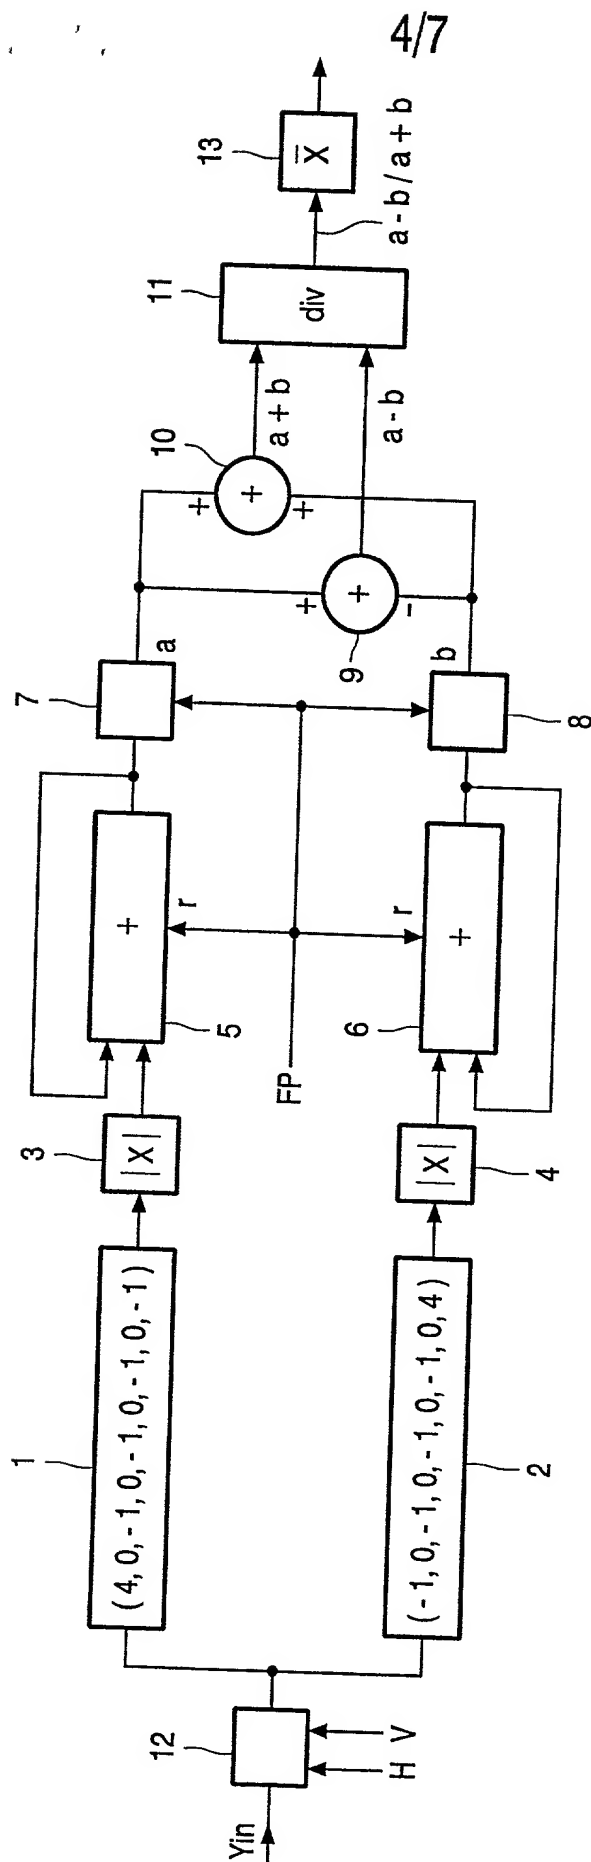 4/7
Yin
12
H
V
1
(4,0,-1,0,-1,0,-1,0,-1)
2
(-1,0,-1,0,-1,0,-1,0,4)
3
|X|
4
|X|
5
+
r
6
+
r
FP
7
a
8
b
9
+
+
-
10
+
+
+
a+b
a-b
11
div
a-b/a+b
13
X̅